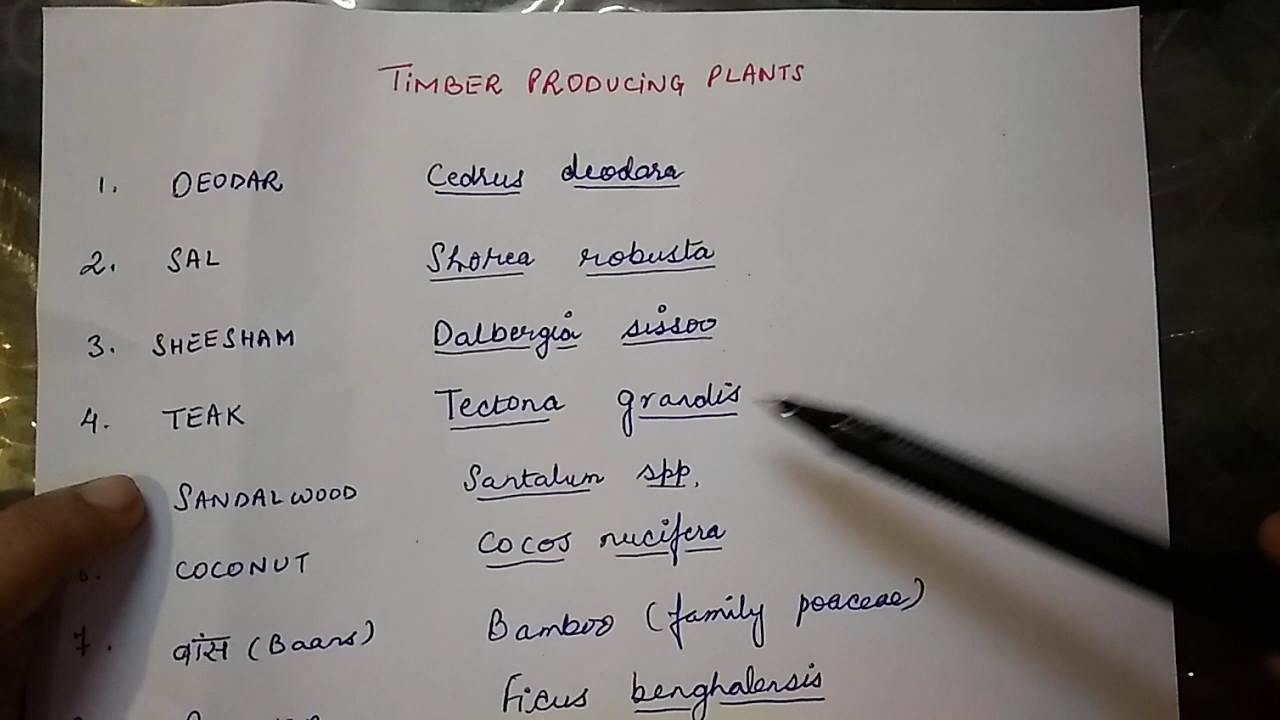 TIMBER PRODUCING PLANTS
1. DEODAR Cedrus deodara
2. SAL Shorea robusta
3. SHEESHAM Dalbergia sissoo
4. TEAK Tectona grandis
SANDALWOOD Santalum spp.
6. COCONUT Cocos nucifera
7. बांस (Baans) Bamboo (family poaceae)
Ficus benghalensis